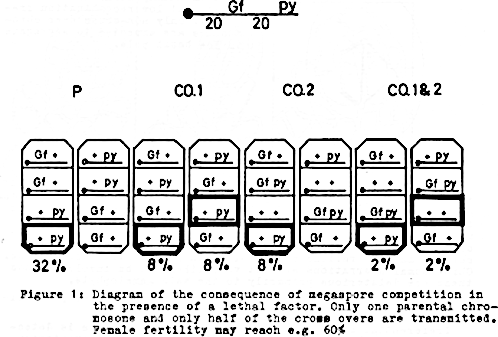 Gf py
20 20
P CO.1 CO.2 CO.1&2
Gf + + py Gf + + py Gf + + py Gf + + py
Gf + + py Gf + Gf + Gf py + + + + Gf py
+ py Gf + + py + + Gf py Gf py + +
+ py Gf + + py Gf + + py Gf + + py Gf +
32% 8% 8% 8% 2% 2%
Figure 1: Diagram of the consequence of megaspore competition in
the presence of a lethal factor. Only one parental chro-
mosome and only half of the cross overs are transmitted.
Female fertility may reach e.g. 60%